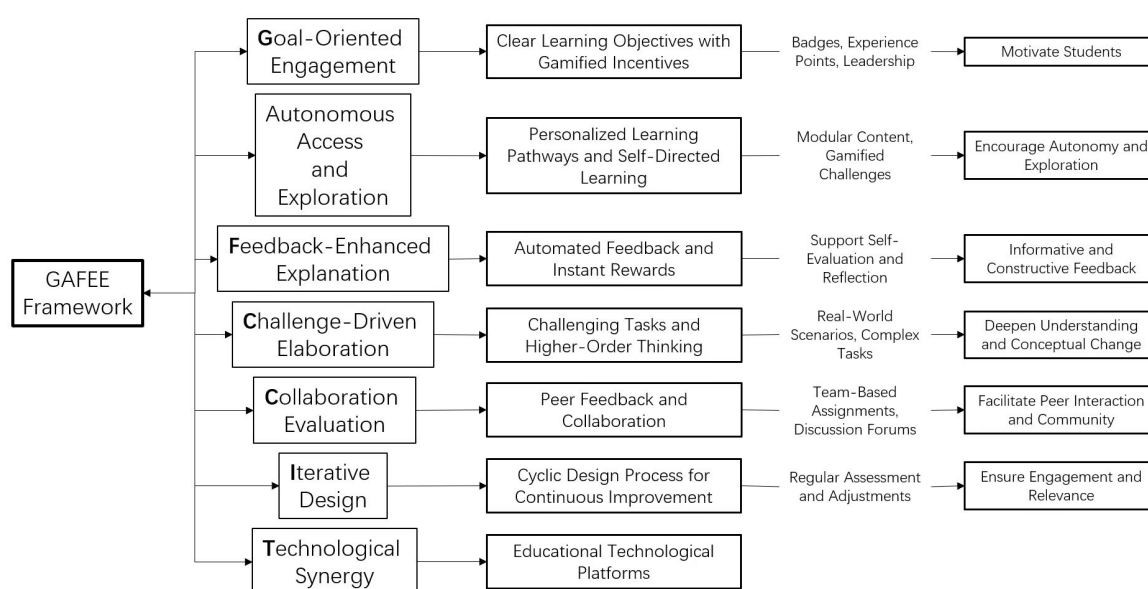 Goal-Oriented
Engagement
Clear Learning Objectives with
Gamified Incentives
Badges, Experience
Points, Leadership
Motivate Students
Autonomous
Access
and
Exploration
Personalized Learning
Pathways and Self-Directed
Learning
Modular Content,
Gamified
Challenges
Encourage Autonomy and
Exploration
GAFEE
Framework
Feedback-Enhanced
Explanation
Automated Feedback and
Instant Rewards
Support Self-
Evaluation and
Reflection
Informative and
Constructive Feedback
Challenge-Driven
Elaboration
Challenging Tasks and
Higher-Order Thinking
Real-World
Scenarios, Complex
Tasks
Deepen Understanding
and Conceptual Change
Collaboration
Evaluation
Peer Feedback and
Collaboration
Team-Based
Assignments,
Discussion Forums
Facilitate Peer Interaction
and Community
Iterative
Design
Cyclic Design Process for
Continuous Improvement
Regular Assessment
and Adjustments
Ensure Engagement and
Relevance
Technological
Synergy
Educational Technological
Platforms